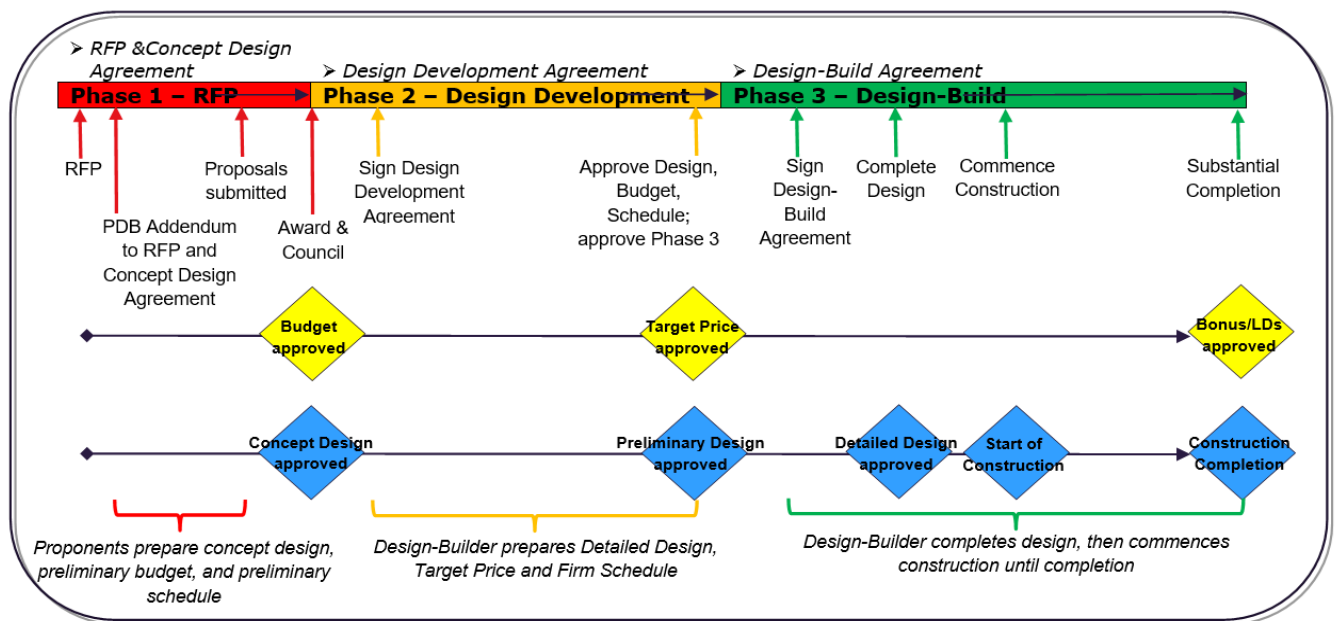 ➢ RFP &Concept Design
Agreement
➢ Design Development Agreement
➢ Design-Build Agreement
Phase 1 – RFP
Phase 2 – Design Development
Phase 3 – Design-Build
RFP
PDB Addendum
to RFP and
Concept Design
Agreement
Proposals
submitted
Award &
Council
Sign Design
Development
Agreement
Approve Design,
Budget,
Schedule;
approve Phase 3
Sign
Design-
Build
Agreement
Complete
Design
Commence
Construction
Substantial
Completion
Budget
approved
Target Price
approved
Bonus/LDs
approved
Concept Design
approved
Preliminary Design
approved
Detailed Design
approved
Start of
Construction
Construction
Completion
Proponents prepare concept design,
preliminary budget, and preliminary
schedule
Design-Builder prepares Detailed Design,
Target Price and Firm Schedule
Design-Builder completes design, then commences
construction until completion